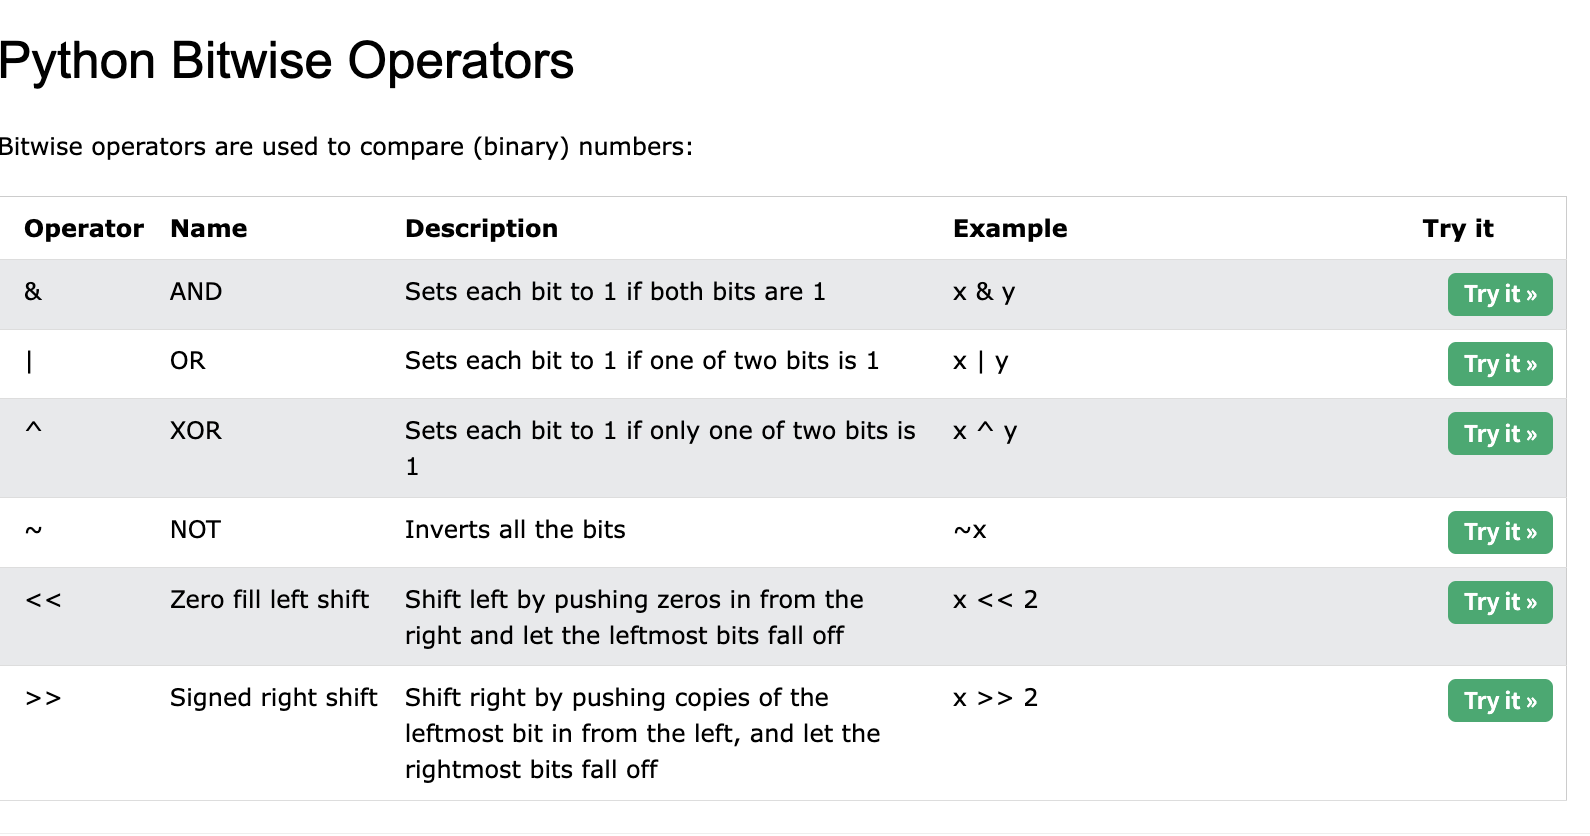 Python Bitwise Operators
Bitwise operators are used to compare (binary) numbers:
Operator Name Description Example Try it
& AND Sets each bit to 1 if both bits are 1 x & y Try it »
| OR Sets each bit to 1 if one of two bits is 1 x | y Try it »
^ XOR Sets each bit to 1 if only one of two bits is x ^ y Try it »
1
~ NOT Inverts all the bits ~x Try it »
<< Zero fill left shift Shift left by pushing zeros in from the x << 2 Try it »
right and let the leftmost bits fall off
>> Signed right shift Shift right by pushing copies of the x >> 2 Try it »
leftmost bit in from the left, and let the
rightmost bits fall off